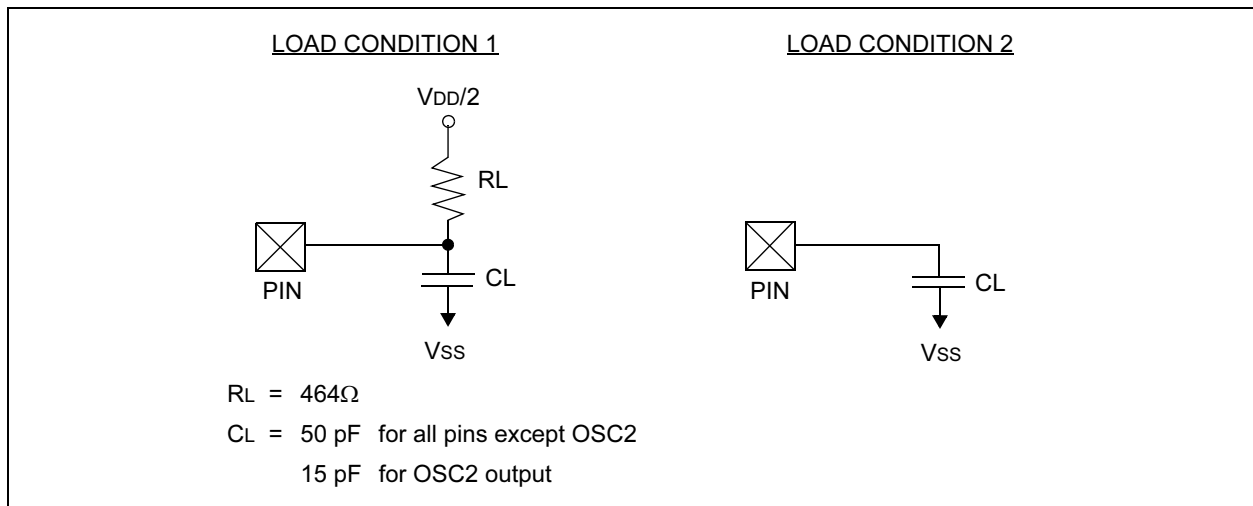 LOAD CONDITION 1
VDD/2
RL
PIN
CL
VSS
LOAD CONDITION 2
PIN
CL
VSS
RL = 464Ω
CL = 50 pF for all pins except OSC2
15 pF for OSC2 output